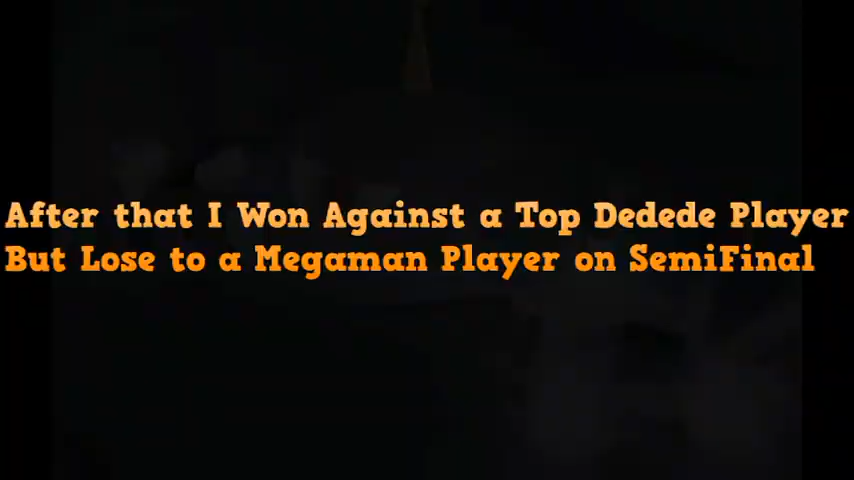 After that I Won Against a Top Dedede Player
But Lose to a Megaman Player on SemiFinal